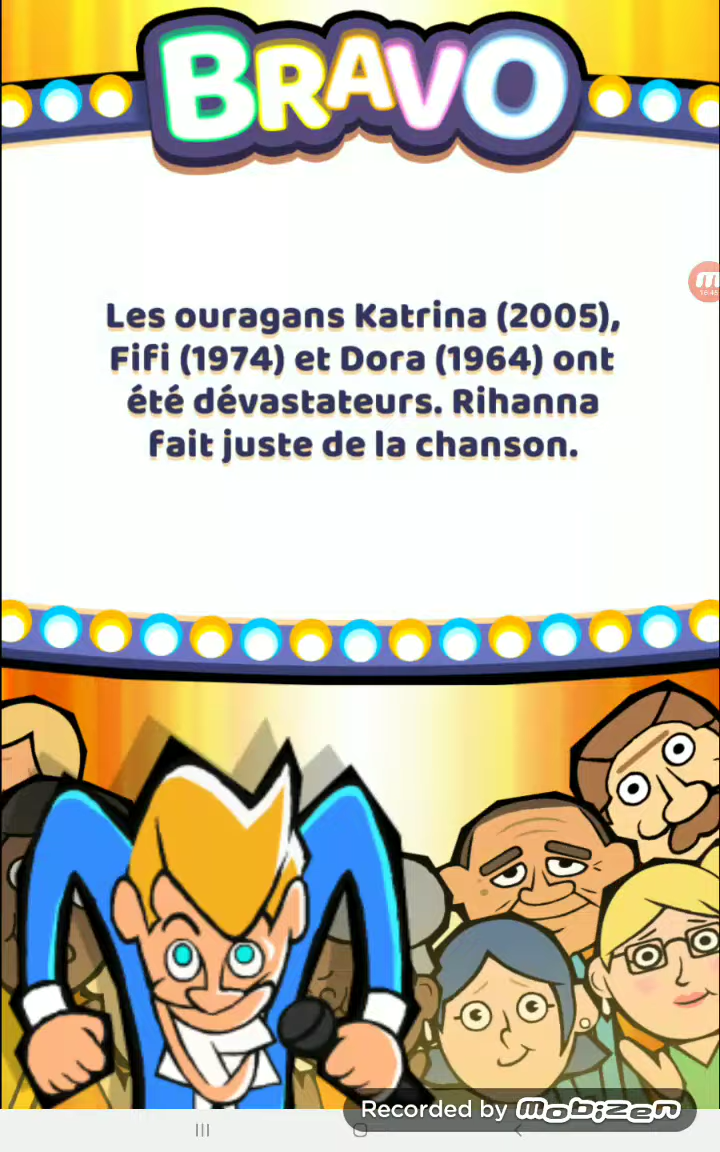 BRAVO
Les ouragans Katrina (2005),
Fifi (1974) et Dora (1964) ont
été dévastateurs. Rihanna
fait juste de la chanson.
Recorded by mobizen